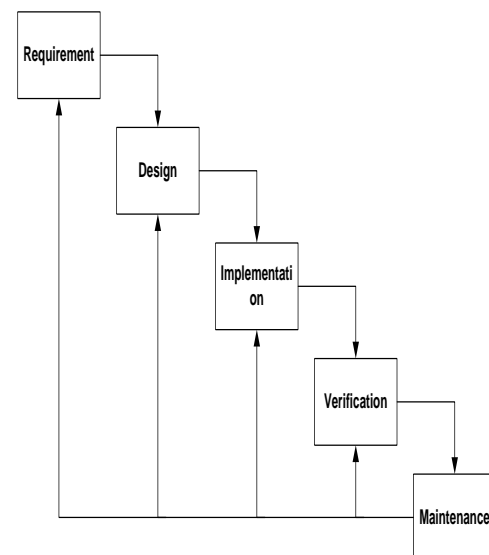 Requirement
Design
Implementati
on
Verification
Maintenance